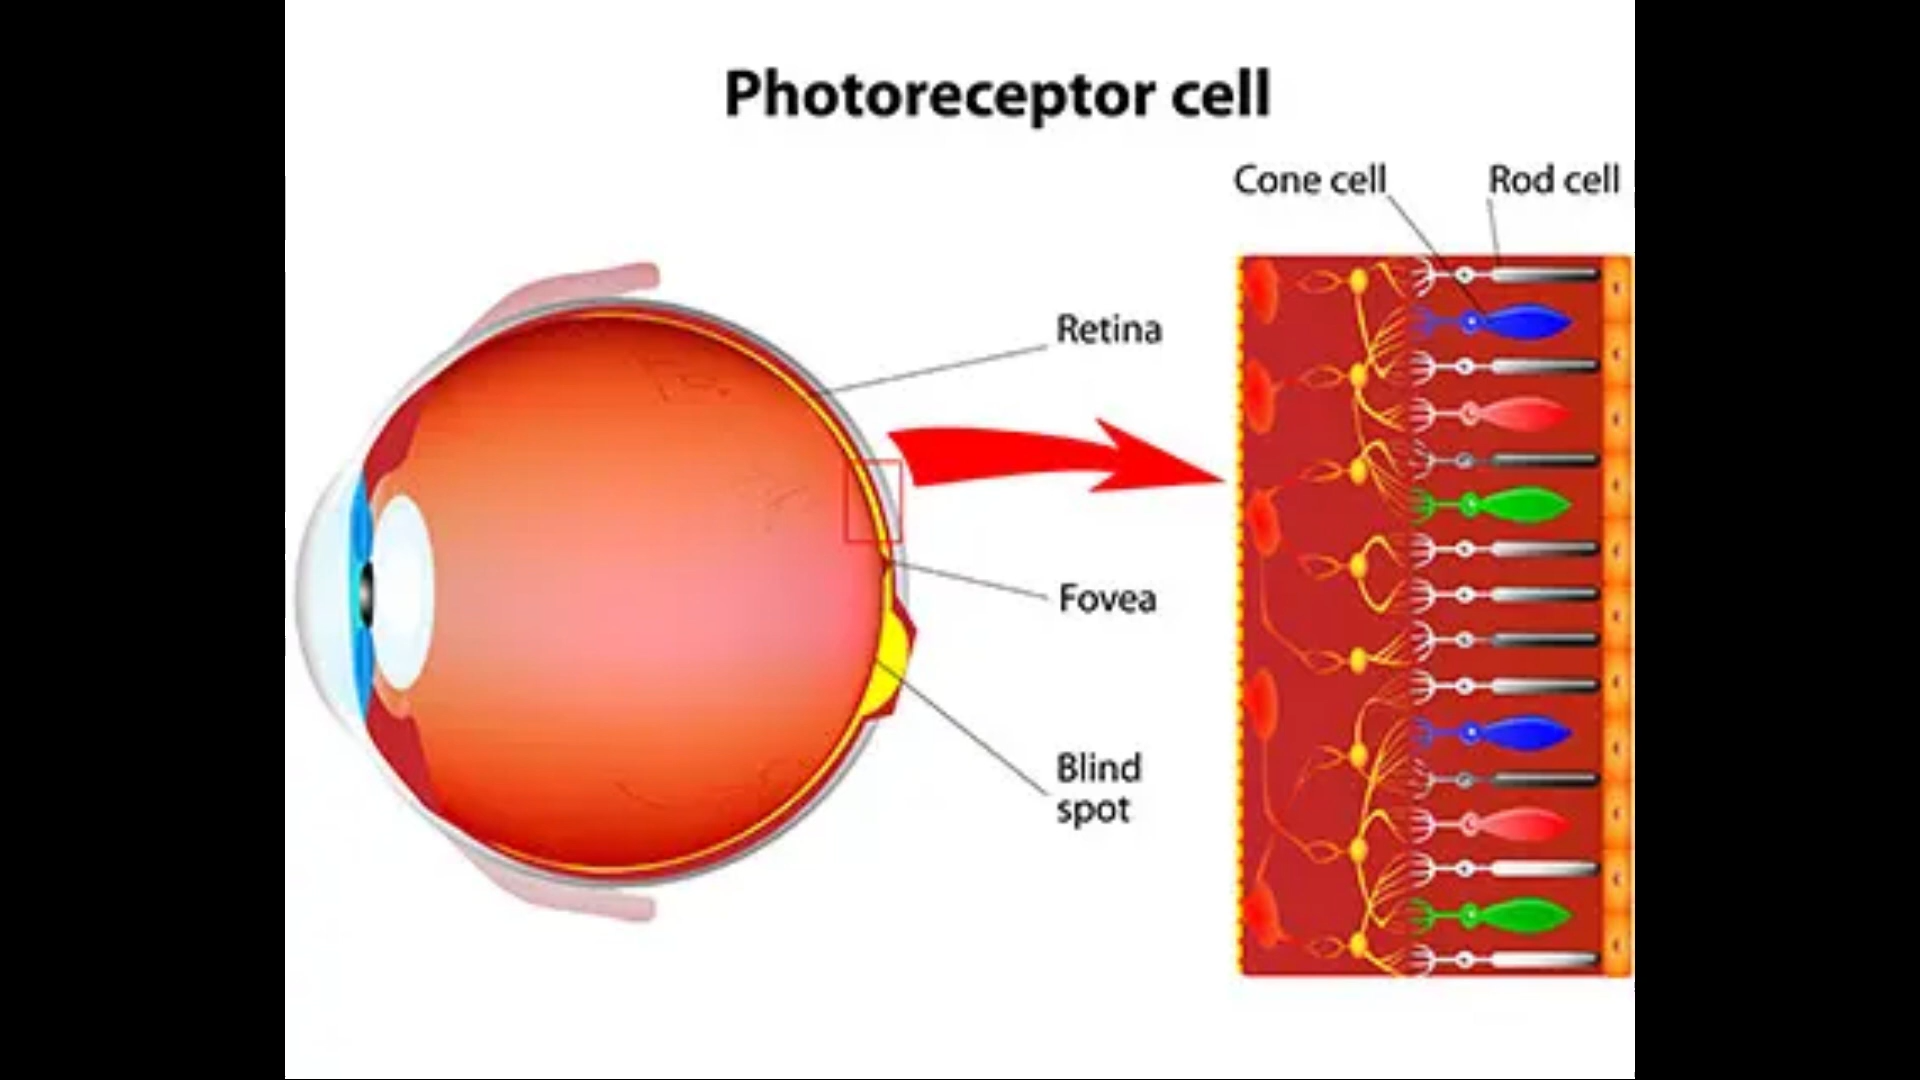 Photoreceptor cell
Cone cell
Rod cell
Retina
Fovea
Blind
spot